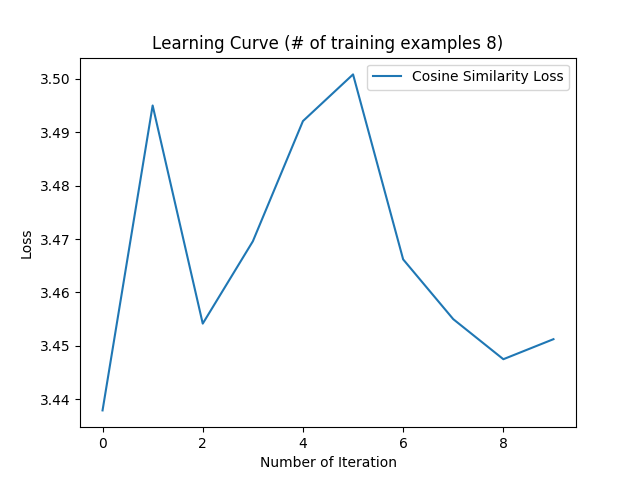 Learning Curve (# of training examples 8)
Cosine Similarity Loss
3.50
3.49
3.48
3.47
3.46
3.45
3.44
Loss
0 2 4 6 8
Number of Iteration